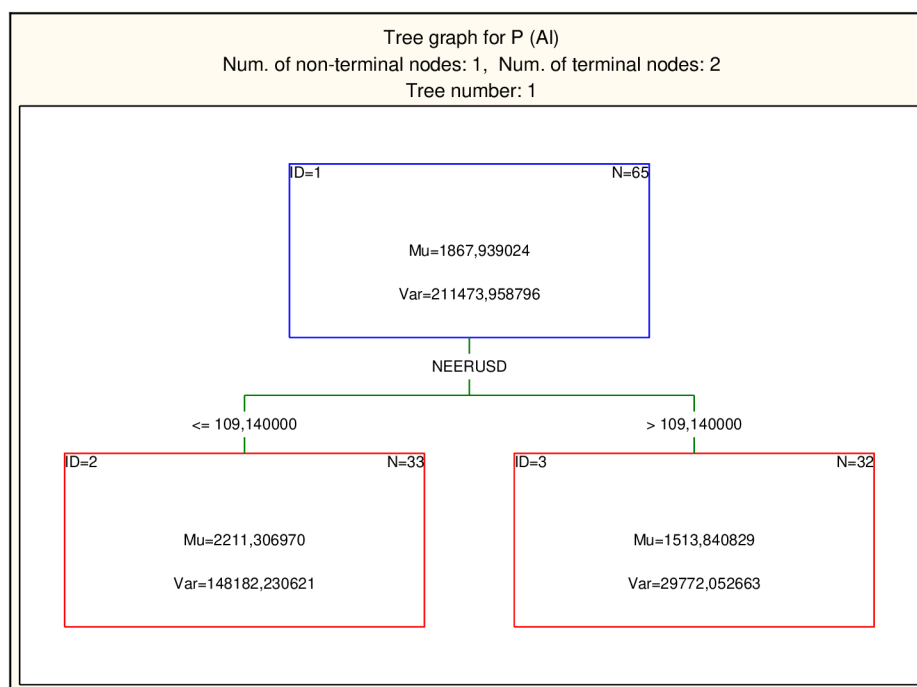 Tree graph for P (Al)
Num. of non-terminal nodes: 1,  Num. of terminal nodes: 2
Tree number: 1
ID=1 N=65
Mu=1867,939024
Var=211473,958796
NEERUSD
<= 109,140000 > 109,140000
ID=2 N=33 ID=3 N=32
Mu=2211,306970 Mu=1513,840829
Var=148182,230621 Var=29772,052663